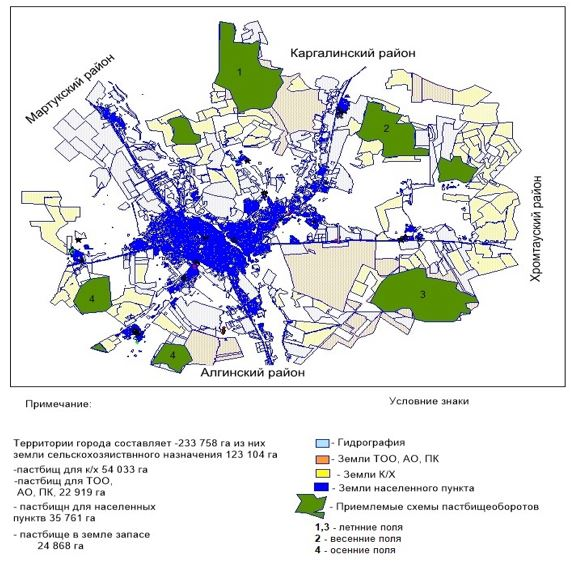 Каргалинский район
Мартукский район
1
2
Хромтауский район
3
4
4
Алгинский район
Примечание:
Условние знаки
Территрии города составляет -233 758 га из них
земли сельскохозяиствнного назначения 123 104 га
-пастбищ для к/х 54 033 га
-пастбищ для ТОО,
АО, ПК, 22 919 га
- пастбищн для населенных
пунктв 35 761 га
- пастбище в земле запасе
24 868 га
- Гидрография
- Земли ТОО, АО, ПК
- Земли К/Х
- Земли населенного пункта
- Приемлемые схемы пастбищеоборотов
1,3 - летнние поля
2 - весенние поля
4 - осенние поля